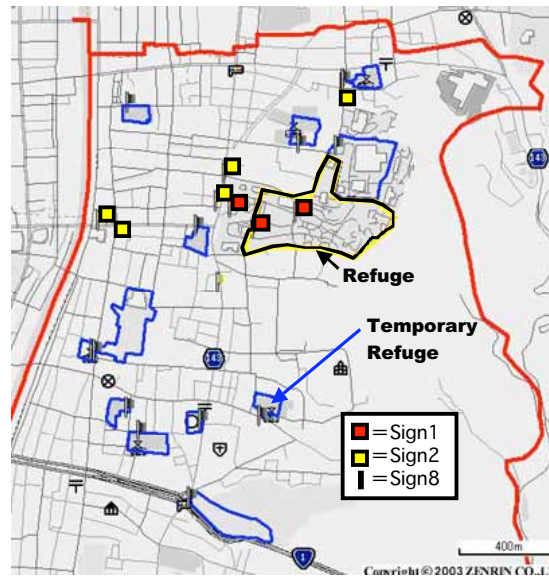 143
Refuge
Temporary
Refuge
143
=Sign1
=Sign2
=Sign8
1
400m
Copyright © 2003 ZENRIN CO.,L